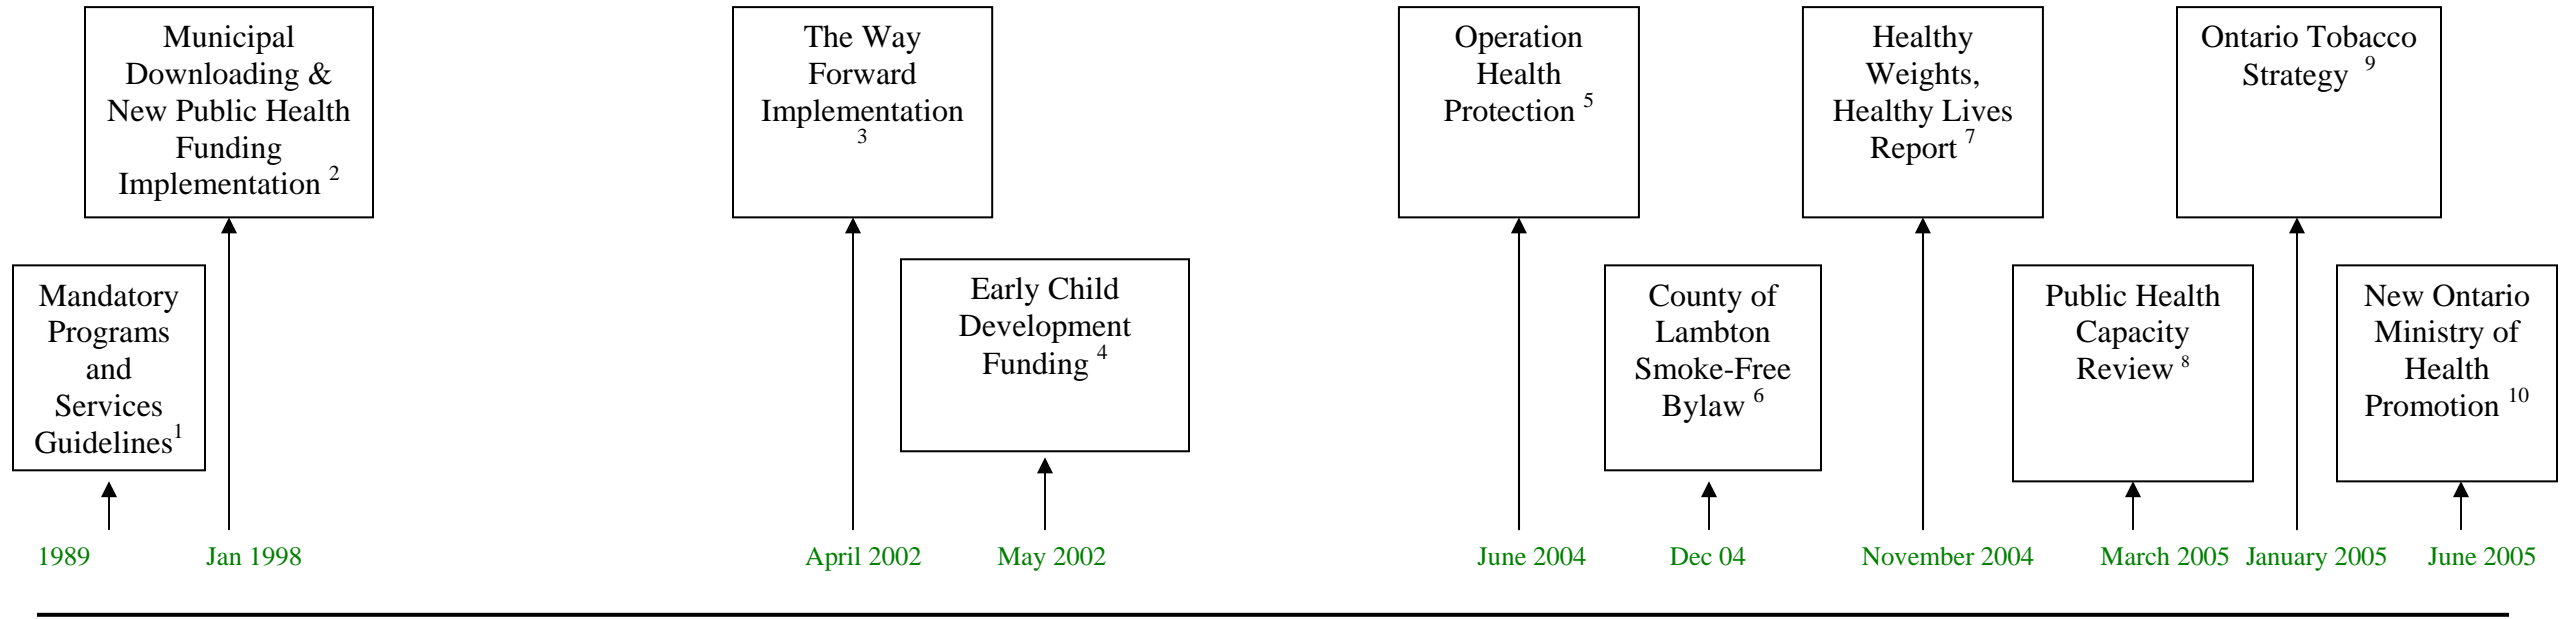 Municipal
Downloading &
New Public Health
Funding
Implementation 2
The Way
Forward
Implementation
3
Operation
Health
Protection 5
Healthy
Weights,
Healthy Lives
Report 7
Ontario Tobacco
Strategy 9
Mandatory
Programs
and
Services
Guidelines1
Early Child
Development
Funding 4
County of
Lambton
Smoke-Free
Bylaw 6
Public Health
Capacity
Review 8
New Ontario
Ministry of
Health
Promotion 10
1989
Jan 1998
April 2002
May 2002
June 2004
Dec 04
November 2004
March 2005
January 2005
June 2005